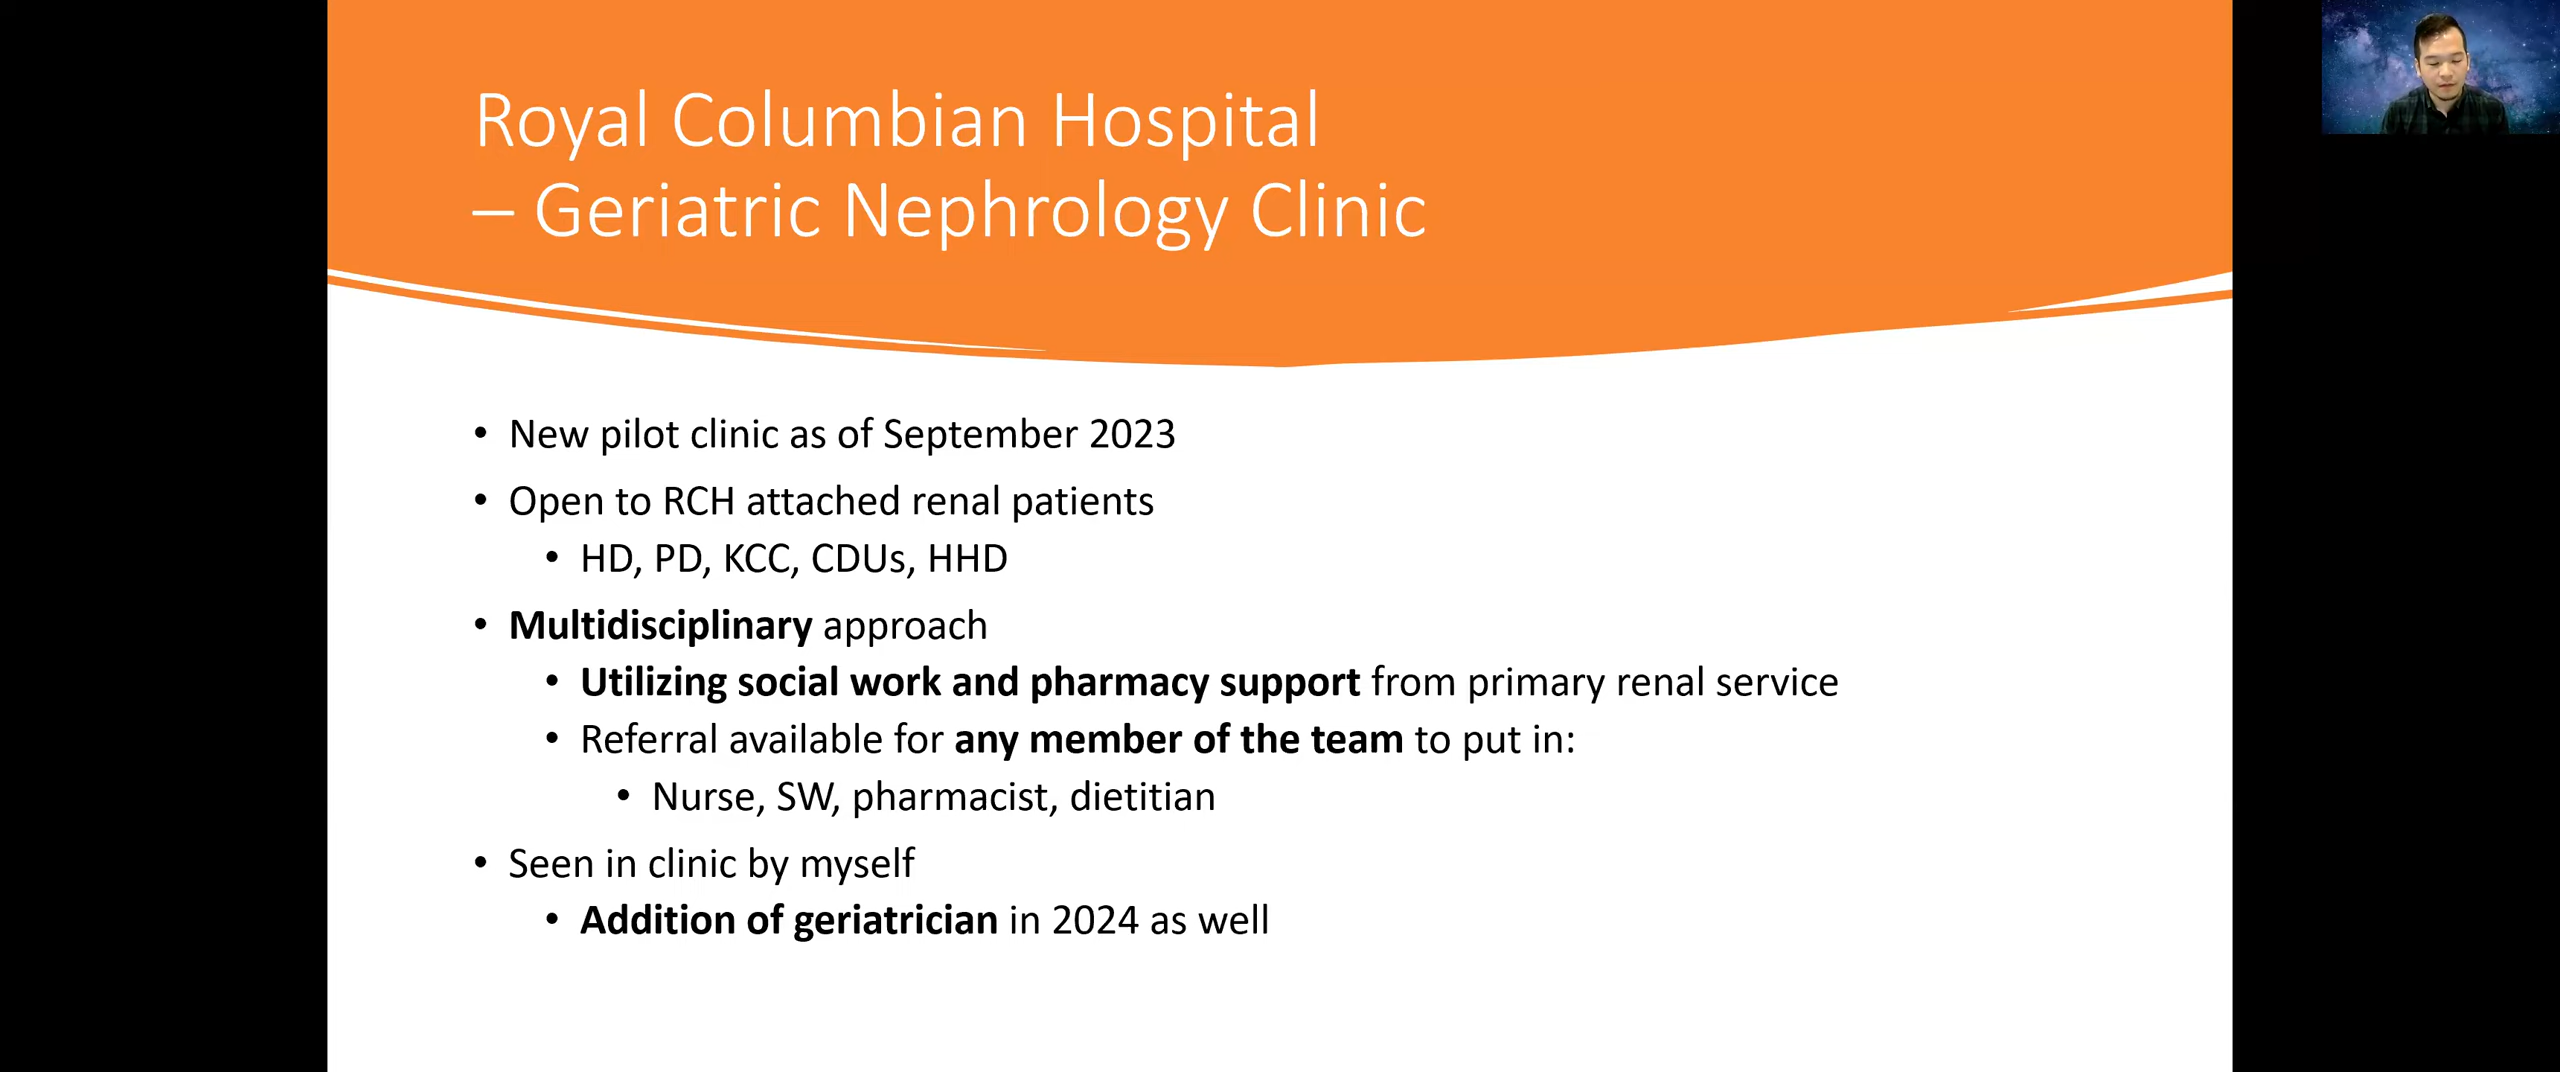 Royal Columbian Hospital
– Geriatric Nephrology Clinic
• New pilot clinic as of September 2023
• Open to RCH attached renal patients
• HD, PD, KCC, CDUs, HHD
• Multidisciplinary approach
• Utilizing social work and pharmacy support from primary renal service
• Referral available for any member of the team to put in:
• Nurse, SW, pharmacist, dietitian
• Seen in clinic by myself
• Addition of geriatrician in 2024 as well